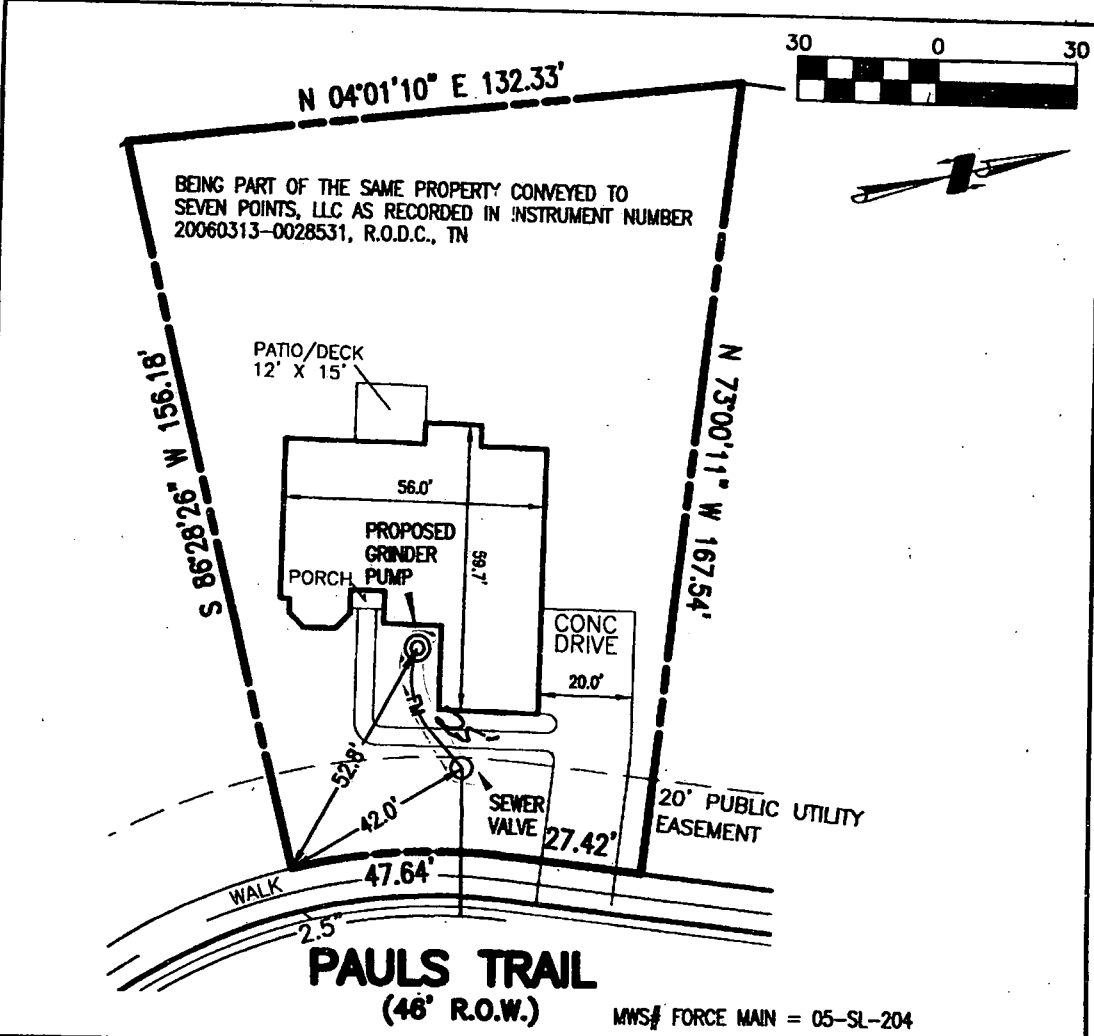 30 0 30
N 04°01'10" E 132.33'
BEING PART OF THE SAME PROPERTY CONVEYED TO
SEVEN POINTS, LLC AS RECORDED IN INSTRUMENT NUMBER
20060313-0028531, R.O.D.C., TN
PATIO/DECK
12' X 15'
S 86°28'26" W 156.18'
N 73°00'11" W 167.54'
56.0'
59.7'
PROPOSED
GRINDER
PUMP
PORCH
CONC
DRIVE
20.0'
FM
52.8'
42.0'
SEWER
VALVE
27.42'
20' PUBLIC UTILITY
EASEMENT
47.64'
WALK
2.5"
PAULS TRAIL
(46' R.O.W.)
MWS# FORCE MAIN = 05-SL-204